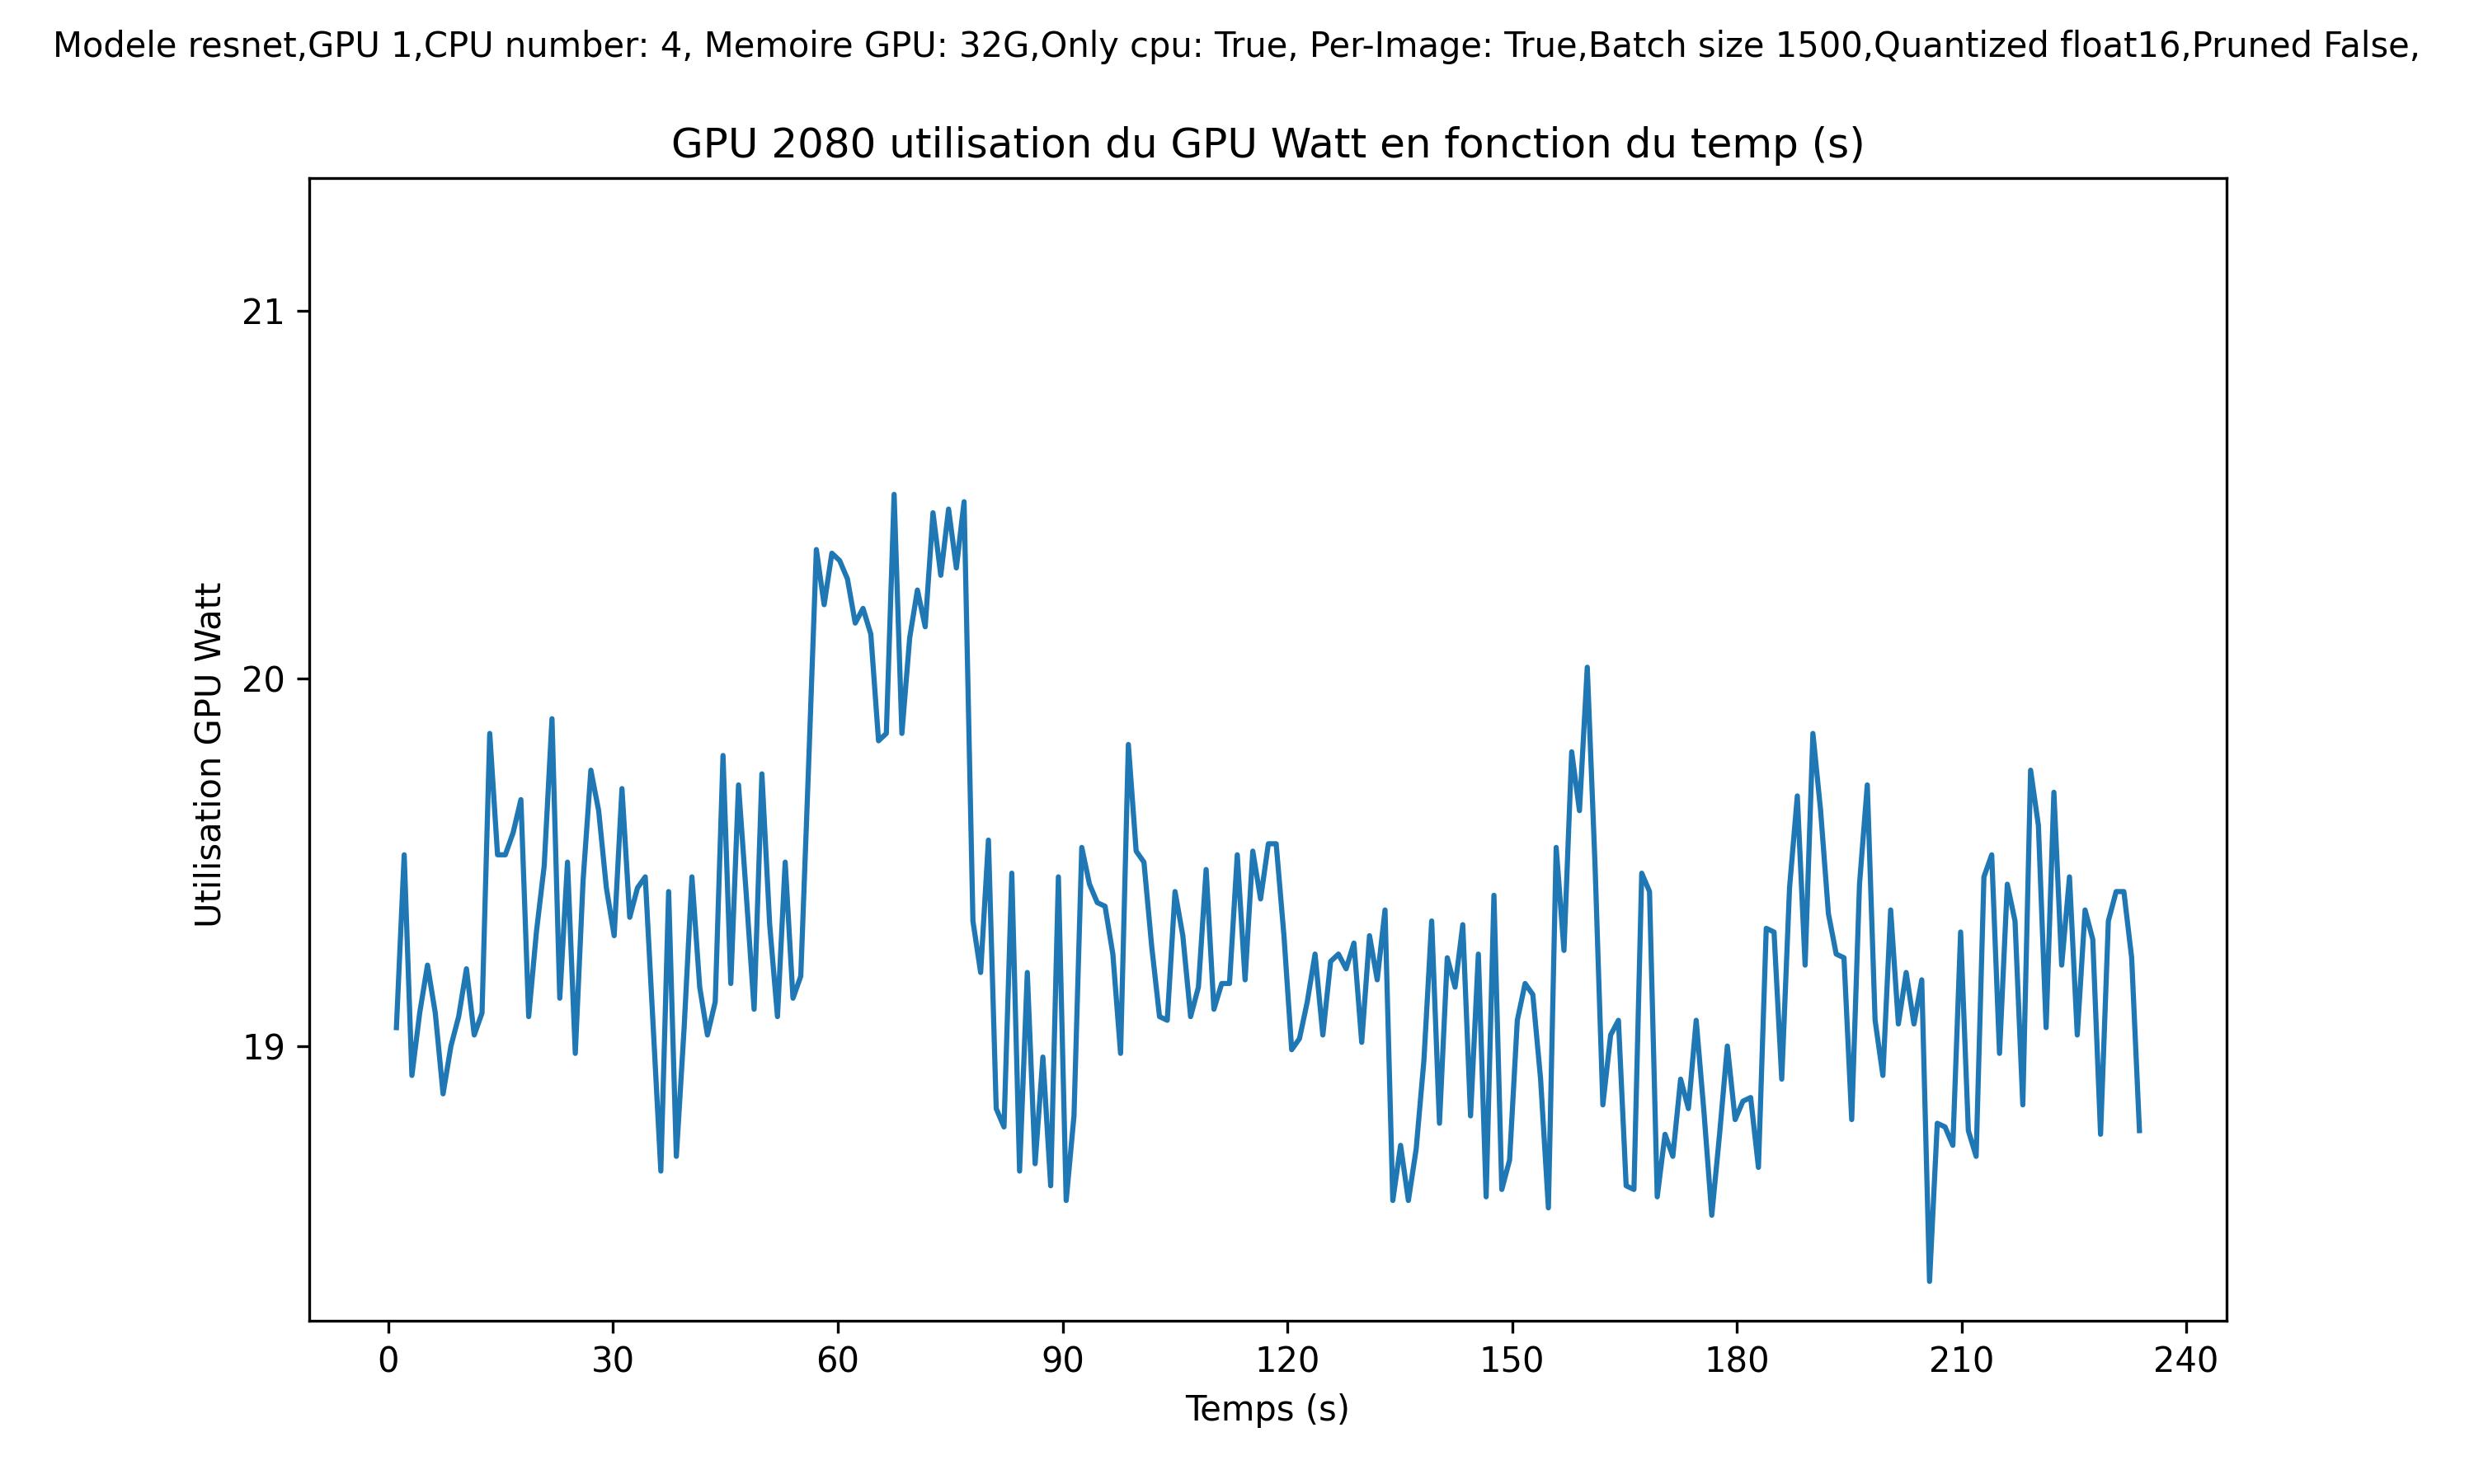 Modele resnet,GPU 1,CPU number: 4, Memoire GPU: 32G,Only cpu: True, Per-Image: True,Batch size 1500,Quantized float16,Pruned False,
GPU 2080 utilisation du GPU Watt en fonction du temp (s)
Utilisation GPU Watt
21
20
19
0 30 60 90 120 150 180 210 240
Temps (s)